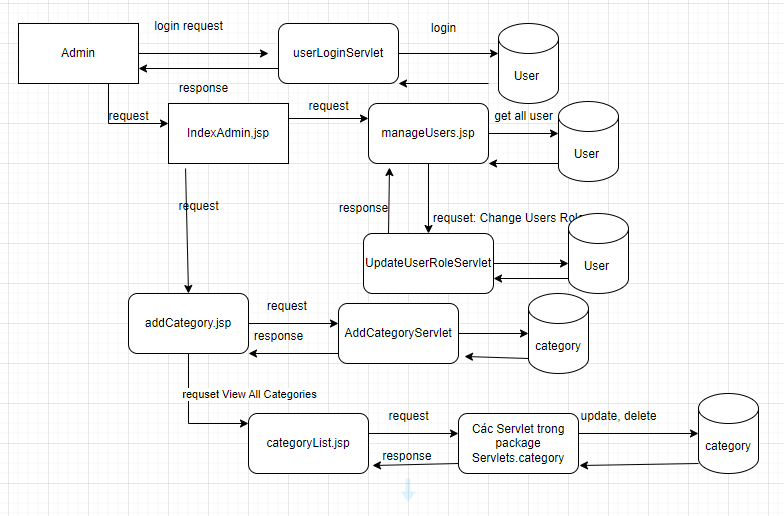 login request
login
Admin
userLoginServlet
User
response
request
request
get all user
IndexAdmin.jsp
manageUsers.jsp
User
request
response
requset: Change Users Role
UpdateUserRoleServlet
User
request
addCategory.jsp
response
AddCategoryServlet
category
requset View All Categories
request
update, delete
categoryList.jsp
Các Servlet trong
package
Servlets.category
category
response